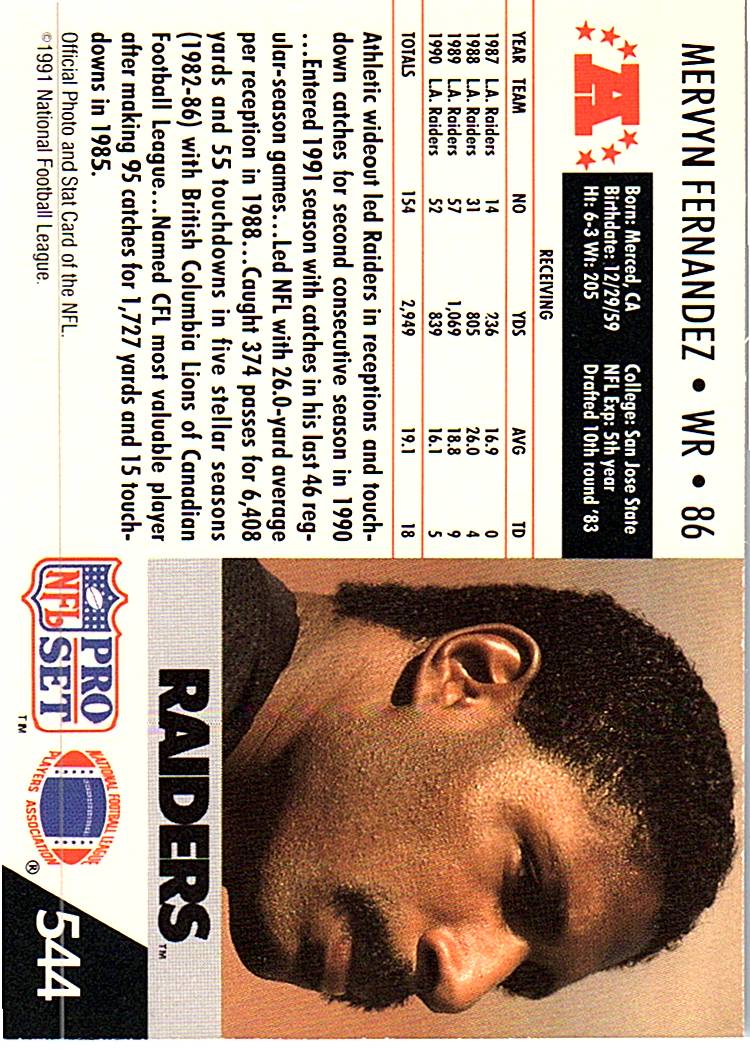 MERVYN FERNANDEZ • WR • 86
A
Born: Merced, CA College: San Jose State
Birthdate: 12/29/59 NFL Exp: 5th year
Ht: 6-3 Wt: 205 Drafted 10th round '83
RECEIVING
YEAR TEAM NO YDS AVG TD
1987 L.A. Raiders 14 236 16.9 0
1988 L.A. Raiders 31 805 26.0 4
1989 L.A. Raiders 57 1,069 18.8 9
1990 L.A. Raiders 52 839 16.1 5
TOTALS 154 2,949 19.1 18
Athletic wideout led Raiders in receptions and touch-
down catches for second consecutive season in 1990
...Entered 1991 season with catches in his last 46 reg-
ular-season games...Led NFL with 26.0-yard average
per reception in 1988...Caught 374 passes for 6,408
yards and 55 touchdowns in five stellar seasons
(1982-86) with British Columbia Lions of Canadian
Football League...Named CFL most valuable player
after making 95 catches for 1,727 yards and 15 touch-
downs in 1985.
Official Photo and Stat Card of the NFL.
©1991 National Football League.
RAIDERS™
PRO
NFL SET ™
NATIONAL FOOTBALL LEAGUE
PLAYERS ASSOCIATION ®
544